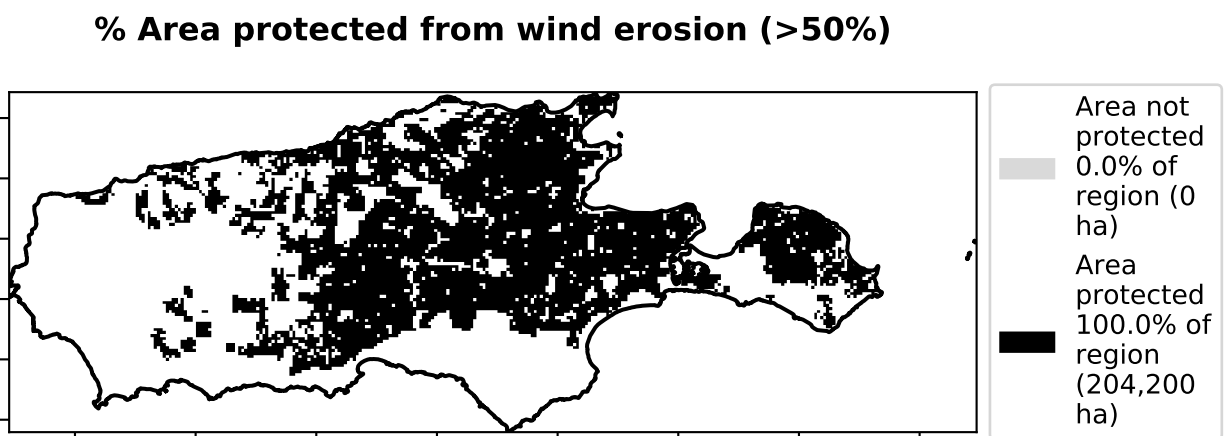 % Area protected from wind erosion (>50%)
Area not
protected
0.0% of
region (0
ha)
Area
protected
100.0% of
region
(204,200
ha)